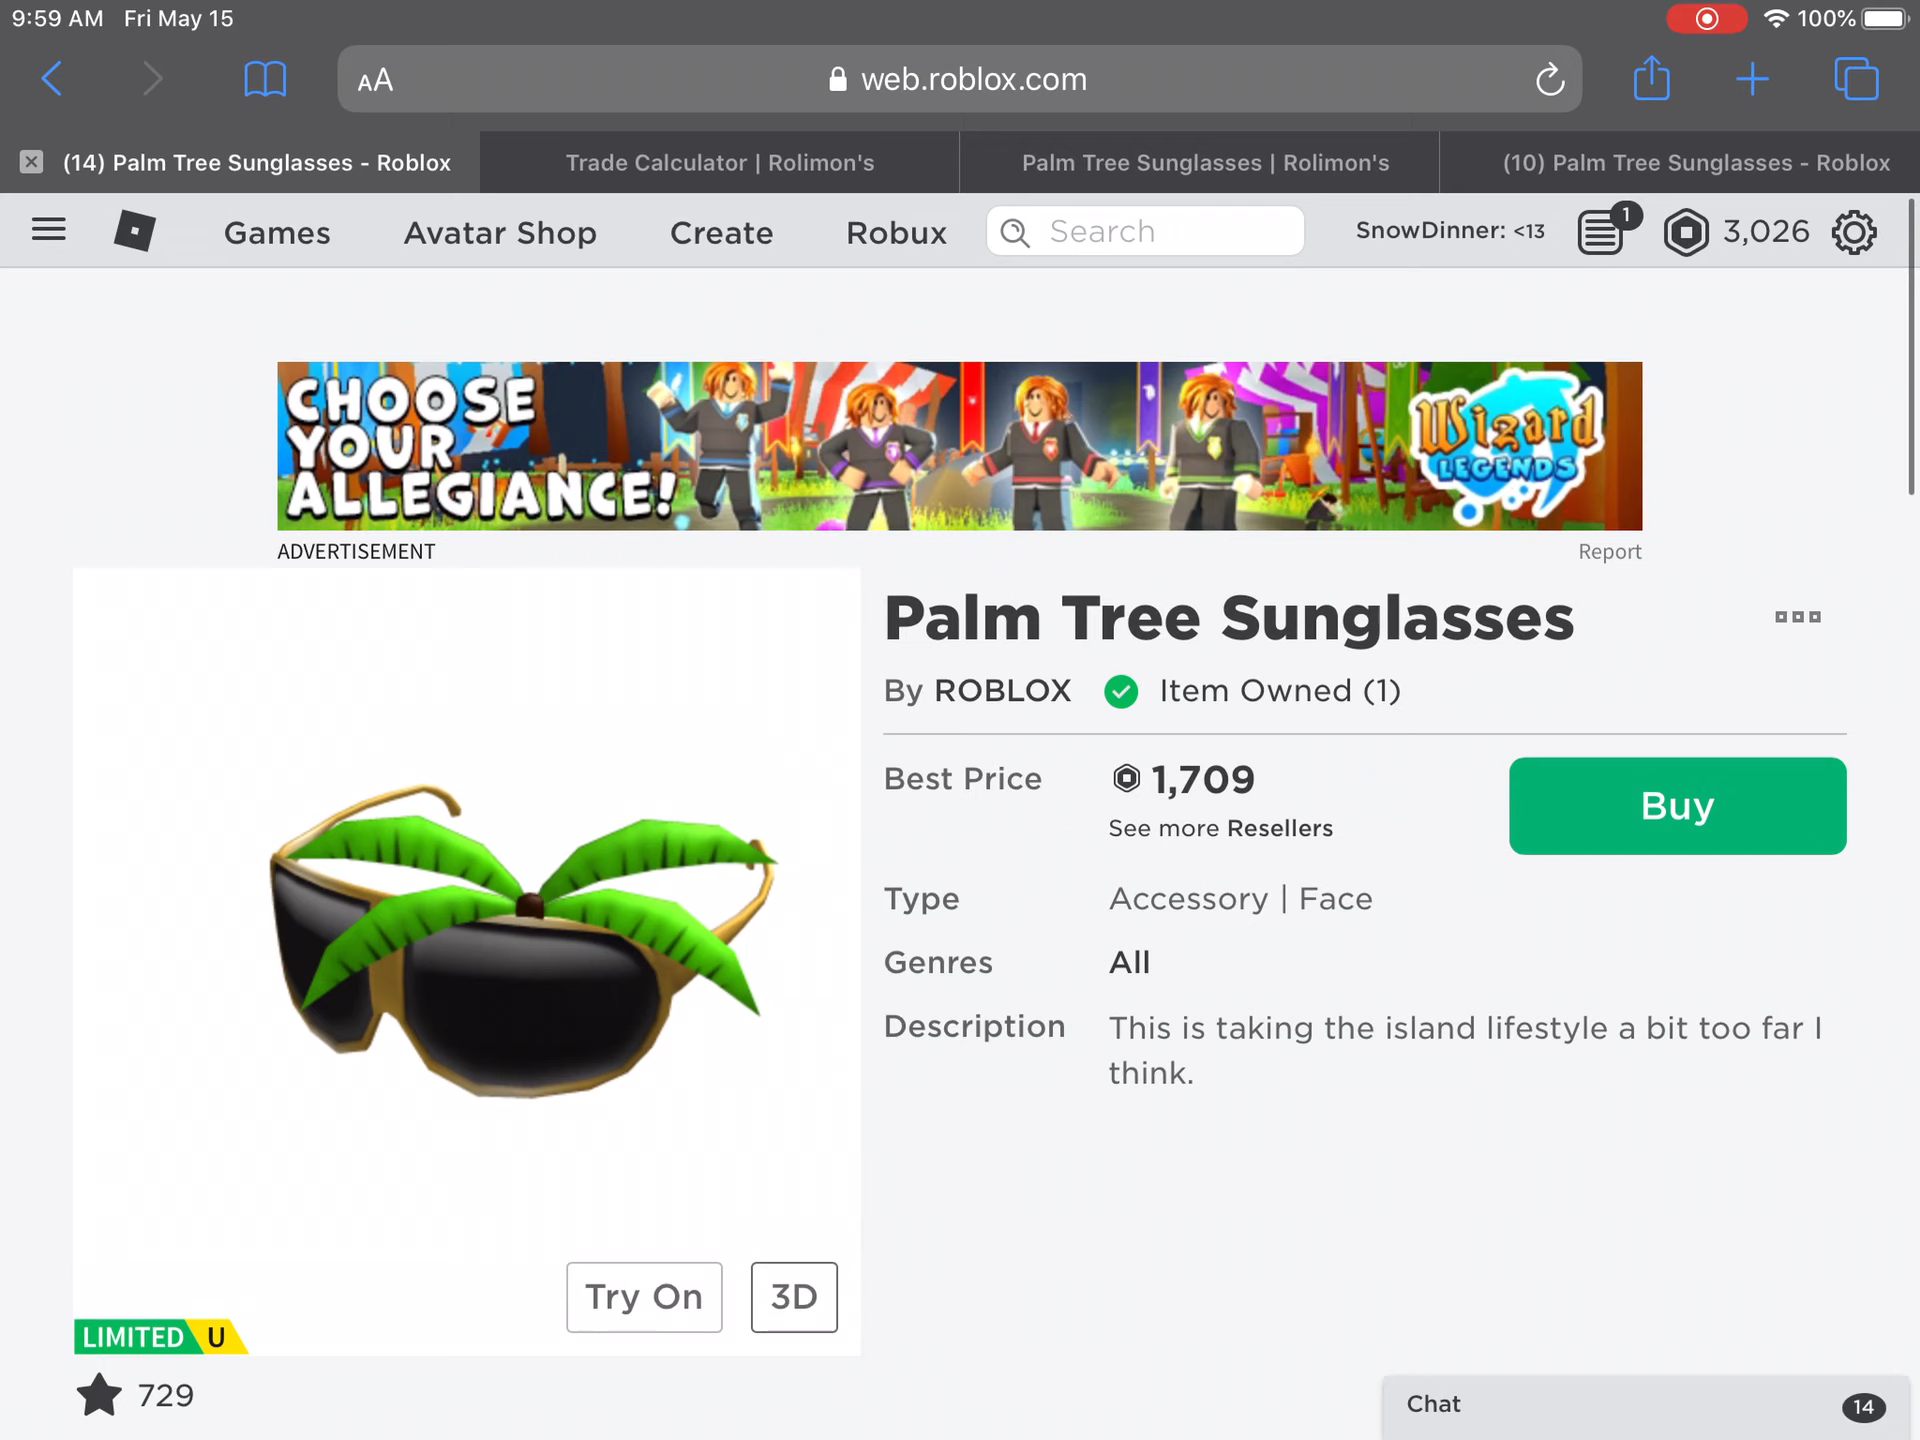 9:59 AM Fri May 15
100%
AA
web.roblox.com
(14) Palm Tree Sunglasses - Roblox
Trade Calculator | Rolimon's
Palm Tree Sunglasses | Rolimon's
(10) Palm Tree Sunglasses - Roblox
Games
Avatar Shop
Create
Robux
Search
SnowDinner: <13
1
3,026
CHOOSE
YOUR
ALLEGIANCE!
Wizard
LEGENDS
ADVERTISEMENT
Report
Palm Tree Sunglasses
By ROBLOX
Item Owned (1)
Best Price
1,709
See more Resellers
Buy
Type
Accessory | Face
Genres
All
Description
This is taking the island lifestyle a bit too far I
think.
Try On
3D
LIMITED U
729
Chat
14